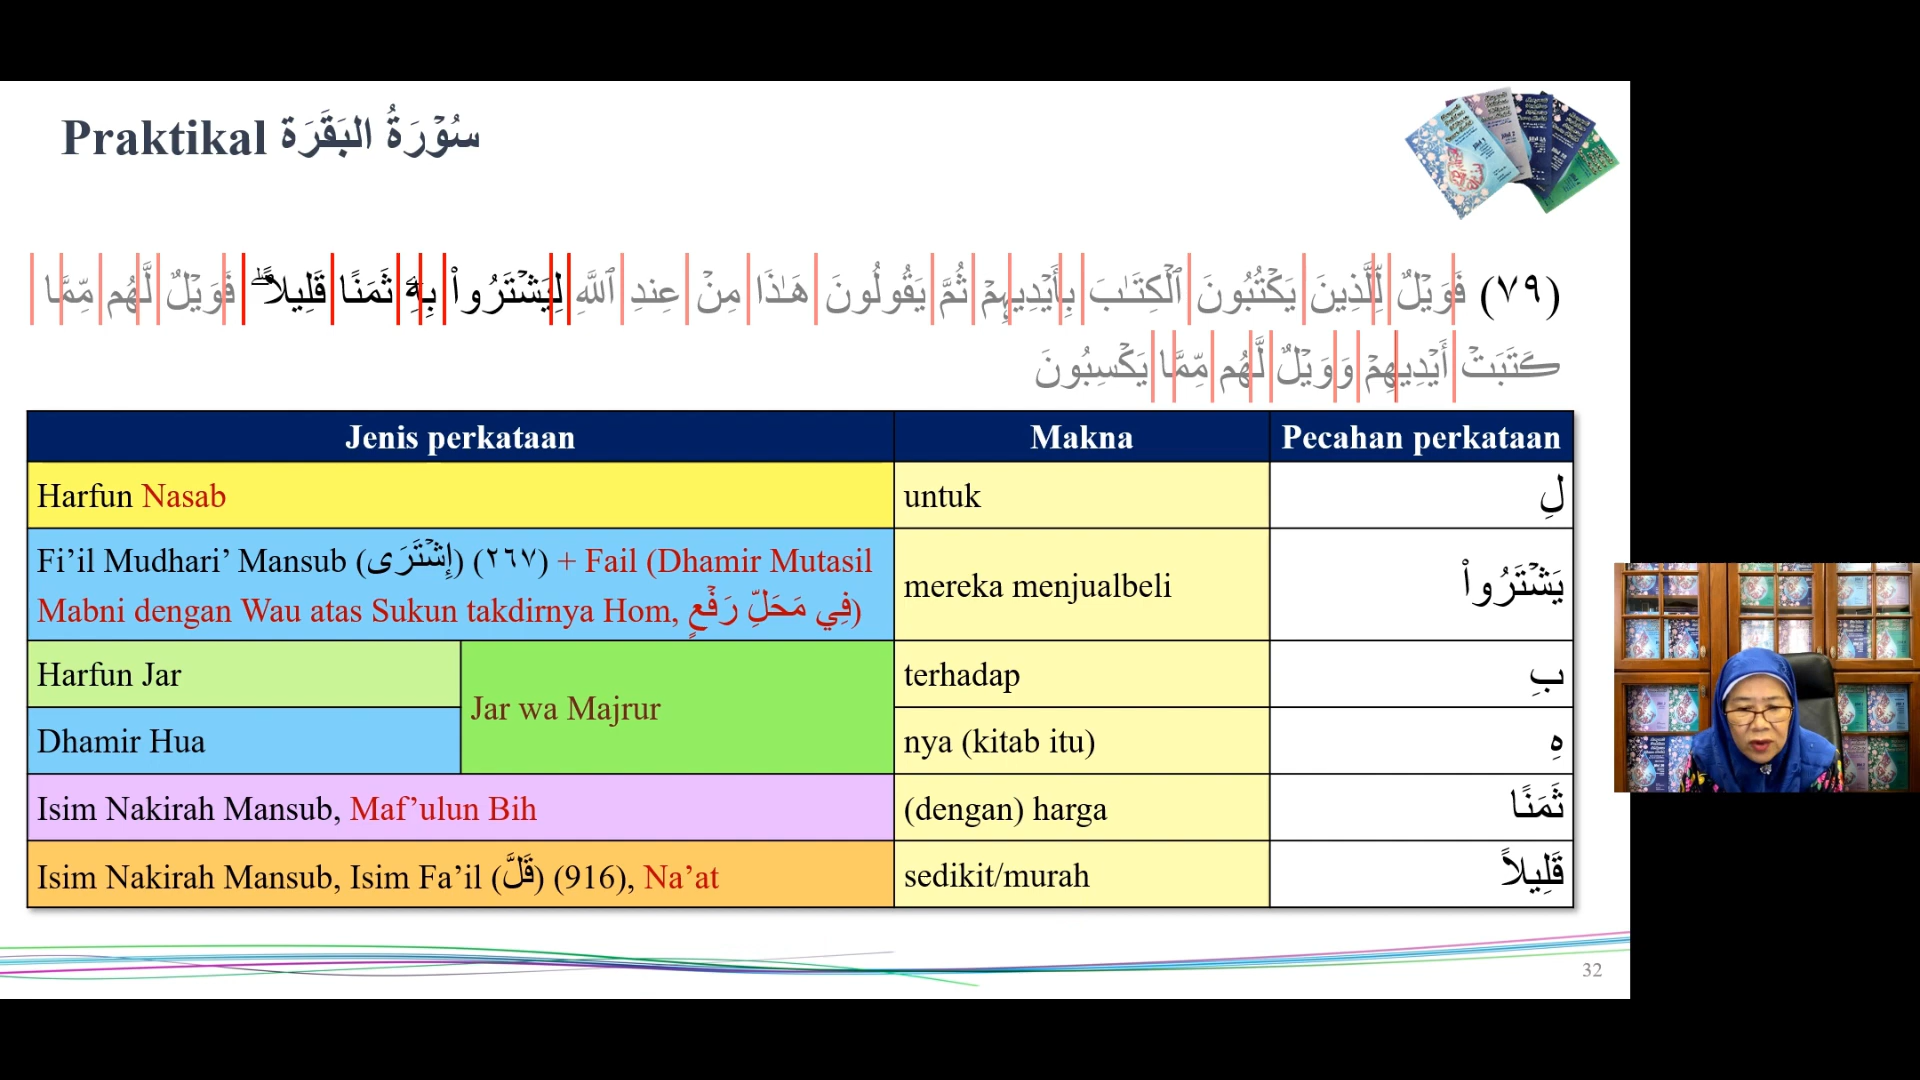 Praktikal سُوْرَةُ البَقَرَة
(٧٩) فَوَيْلٌ لِّلَّذِينَ يَكْتُبُونَ ٱلْكِتَـٰبَ بِأَيْدِيهِمْ ثُمَّ يَقُولُونَ هَـٰذَا مِنْ عِندِ ٱللَّهِ لِيَشْتَرُوا۟ بِهِۦ ثَمَنًا قَلِيلاً ۖ فَوَيْلٌ لَّهُم مِّمَّا
كَتَبَتْ أَيْدِيهِمْ وَوَيْلٌ لَّهُم مِّمَّا يَكْسِبُونَ
Jenis perkataan Makna Pecahan perkataan
Harfun Nasab untuk لِ
Fi’il Mudhari’ Mansub (إِشْتَرَى) (٢٦٧) + Fail (Dhamir Mutasil
Mabni dengan Wau atas Sukun takdirnya Hom, فِي مَحَلِّ رَفْعٍ)
mereka menjualbeli يَشْتَرُوا۟
Harfun Jar
Jar wa Majrur
terhadap بِ
Dhamir Hua nya (kitab itu) هِ
Isim Nakirah Mansub, Maf’ulun Bih (dengan) harga ثَمَنًا
Isim Nakirah Mansub, Isim Fa’il (قَلَّ) (916), Na’at sedikit/murah قَلِيلاً
32